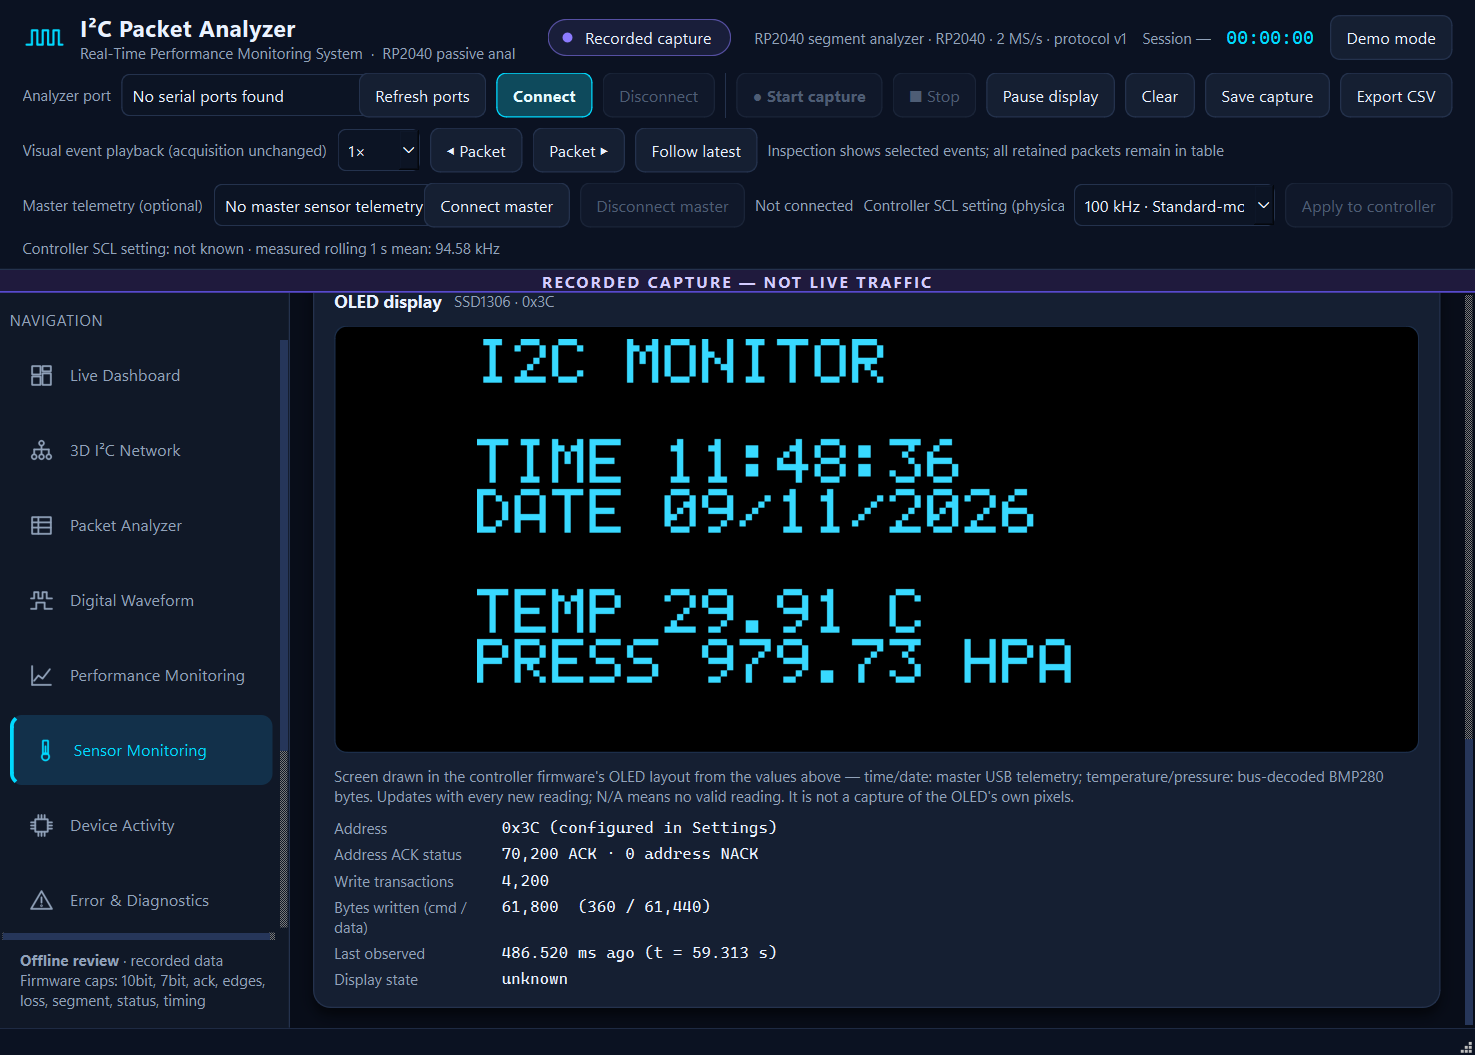 I²C Packet Analyzer
Real-Time Performance Monitoring System · RP2040 passive anal
Recorded capture
RP2040 segment analyzer · RP2040 · 2 MS/s · protocol v1
Session — 00:00:00
Demo mode
Analyzer port
No serial ports found
Refresh ports
Connect
Disconnect
● Start capture
■ Stop
Pause display
Clear
Save capture
Export CSV
Visual event playback (acquisition unchanged)
1×
◂ Packet
Packet ▸
Follow latest
Inspection shows selected events; all retained packets remain in table
Master telemetry (optional)
No master sensor telemetry
Connect master
Disconnect master
Not connected
Controller SCL setting (physica
100 kHz · Standard-mc
Apply to controller
Controller SCL setting: not known · measured rolling 1 s mean: 94.58 kHz
RECORDED CAPTURE — NOT LIVE TRAFFIC
NAVIGATION
Live Dashboard
3D I²C Network
Packet Analyzer
Digital Waveform
Performance Monitoring
Sensor Monitoring
Device Activity
Error & Diagnostics
Offline review · recorded data
Firmware caps: 10bit, 7bit, ack, edges,
loss, segment, status, timing
OLED display SSD1306 · 0x3C
I2C MONITOR
TIME 11:48:36
DATE 09/11/2026
TEMP 29.91 C
PRESS 979.73 HPA
Screen drawn in the controller firmware's OLED layout from the values above — time/date: master USB telemetry; temperature/pressure: bus-decoded BMP280
bytes. Updates with every new reading; N/A means no valid reading. It is not a capture of the OLED's own pixels.
Address 0x3C (configured in Settings)
Address ACK status 70,200 ACK · 0 address NACK
Write transactions 4,200
Bytes written (cmd / data) 61,800 (360 / 61,440)
Last observed 486.520 ms ago (t = 59.313 s)
Display state unknown